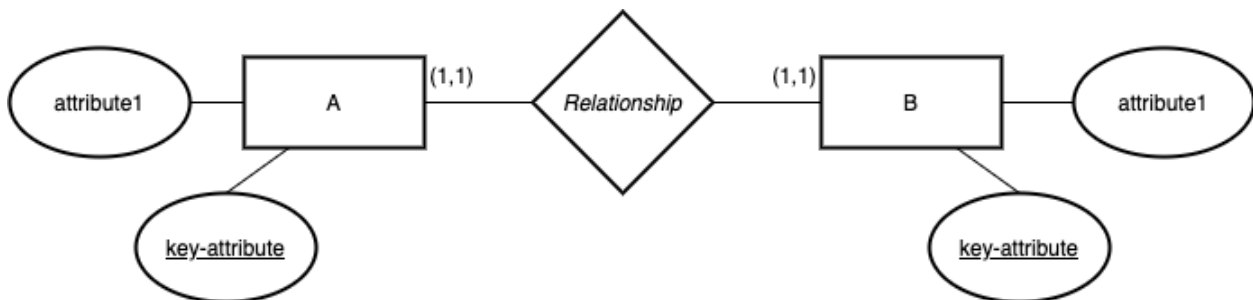 attribute1
A
(1,1)
Relationship
(1,1)
B
attribute1
key-attribute
key-attribute